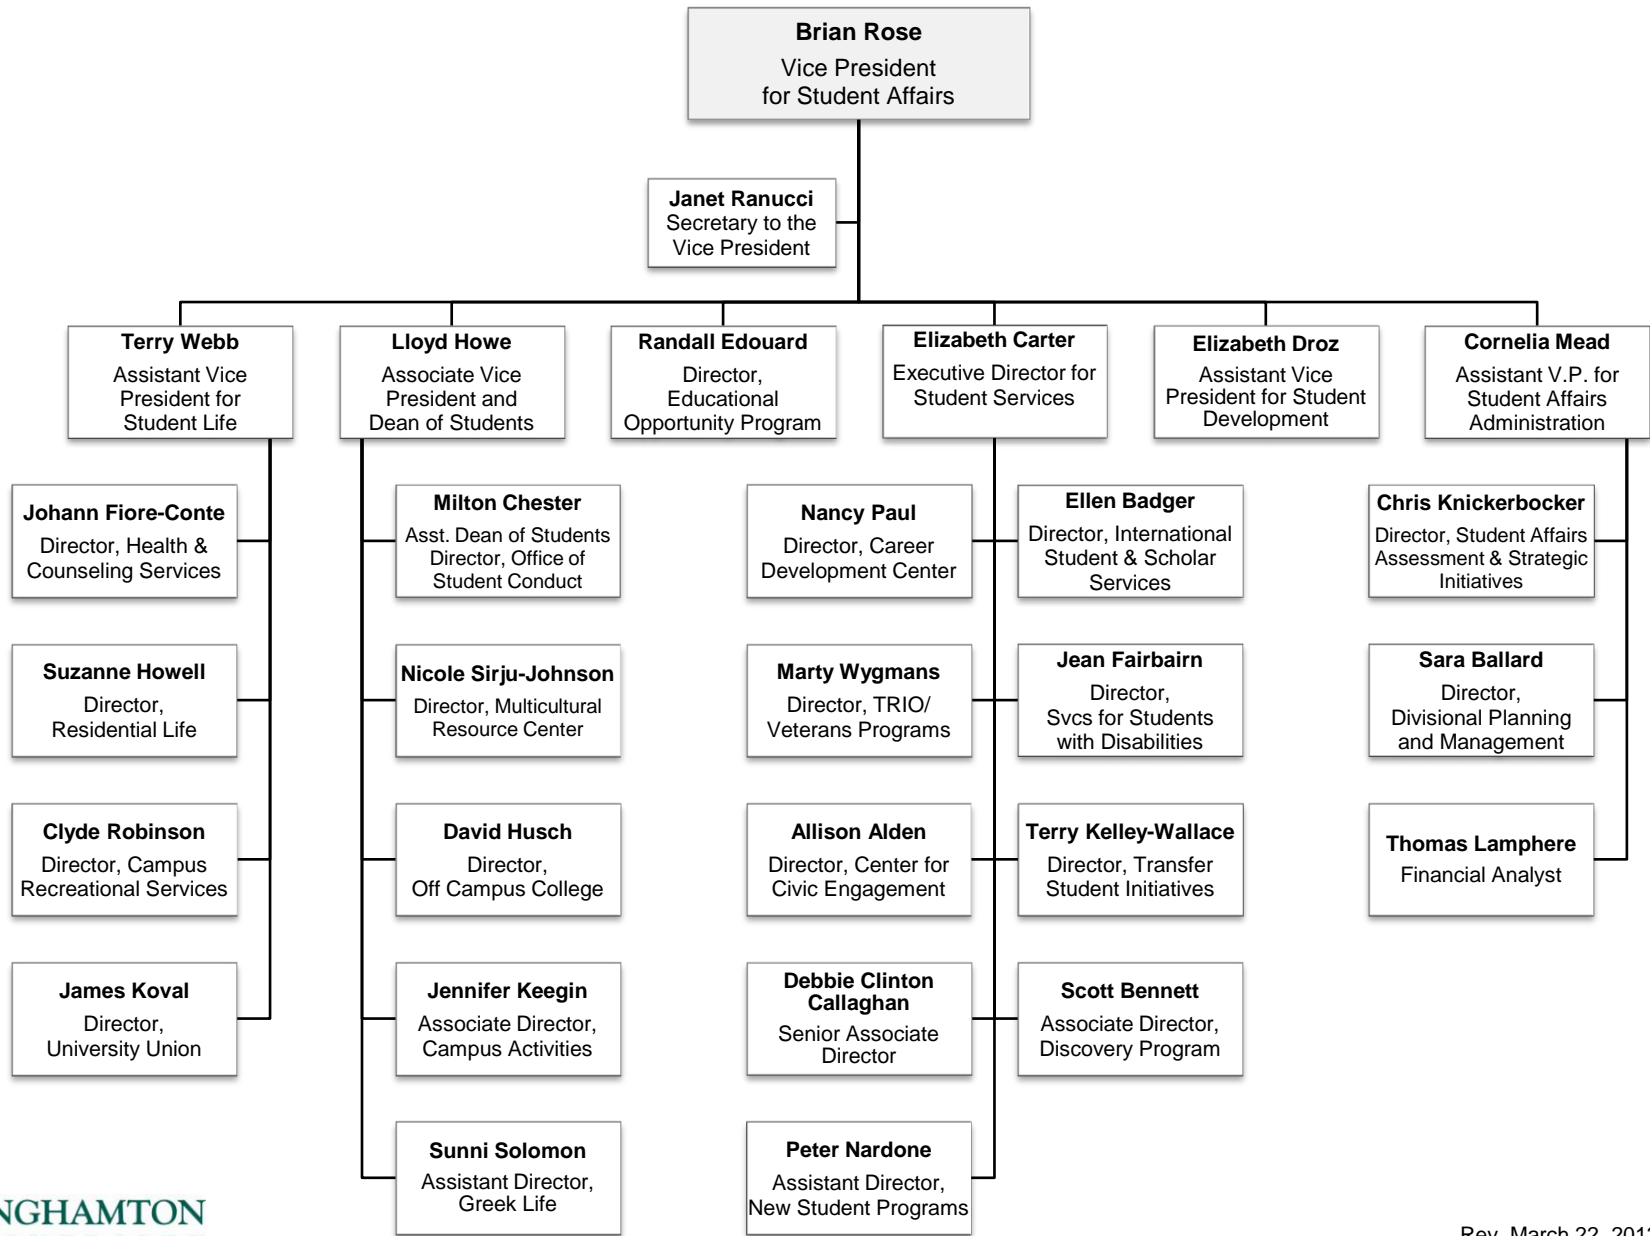 Brian Rose
Vice President
for Student Affairs
Janet Ranucci
Secretary to the
Vice President
Terry Webb
Assistant Vice
President for
Student Life
Lloyd Howe
Associate Vice
President and
Dean of Students
Randall Edouard
Director,
Educational
Opportunity Program
Elizabeth Carter
Executive Director for
Student Services
Elizabeth Droz
Assistant Vice
President for Student
Development
Cornelia Mead
Assistant V.P. for
Student Affairs
Administration
Johann Fiore-Conte
Director, Health &
Counseling Services
Milton Chester
Asst. Dean of Students
Director, Office of
Student Conduct
Nancy Paul
Director, Career
Development Center
Ellen Badger
Director, International
Student & Scholar
Services
Chris Knickerbocker
Director, Student Affairs
Assessment & Strategic
Initiatives
Suzanne Howell
Director,
Residential Life
Nicole Sirju-Johnson
Director, Multicultural
Resource Center
Marty Wygmans
Director, TRIO/
Veterans Programs
Jean Fairbairn
Director,
Svcs for Students
with Disabilities
Sara Ballard
Director,
Divisional Planning
and Management
Clyde Robinson
Director, Campus
Recreational Services
David Husch
Director,
Off Campus College
Allison Alden
Director, Center for
Civic Engagement
Terry Kelley-Wallace
Director, Transfer
Student Initiatives
Thomas Lamphere
Financial Analyst
James Koval
Director,
University Union
Jennifer Keegin
Associate Director,
Campus Activities
Debbie Clinton
Callaghan
Senior Associate
Director
Scott Bennett
Associate Director,
Discovery Program
Sunni Solomon
Assistant Director,
Greek Life
Peter Nardone
Assistant Director,
New Student Programs
NGHAMTON
Rev. March 22, 201